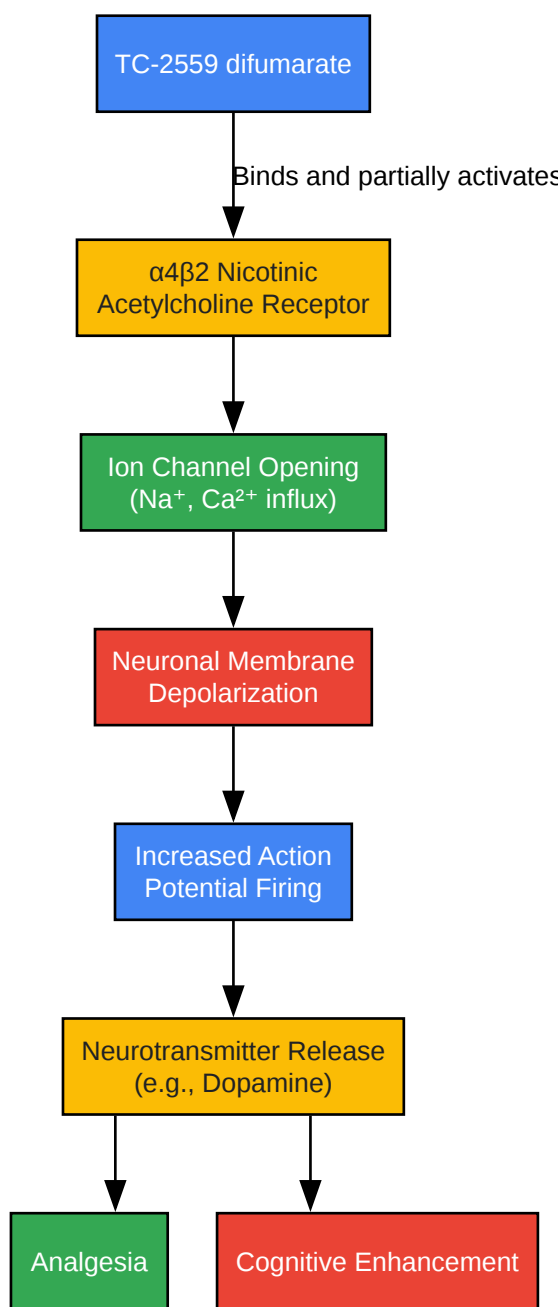 TC-2559 difumarate
Binds and partially activates
α4β2 Nicotinic
Acetylcholine Receptor
Ion Channel Opening
(Na⁺, Ca²⁺ influx)
Neuronal Membrane
Depolarization
Increased Action
Potential Firing
Neurotransmitter Release
(e.g., Dopamine)
Analgesia
Cognitive Enhancement